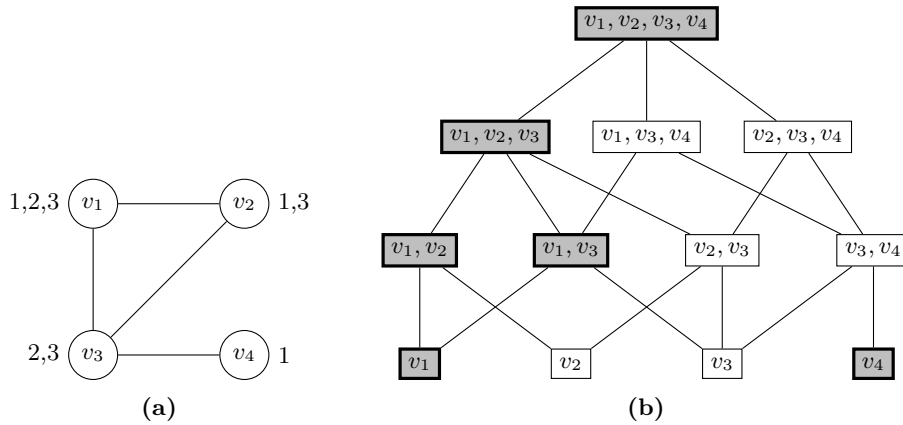 1,2,3 v₁
v₂ 1,3
2,3 v₃
v₄ 1
(a)
v₁, v₂, v₃, v₄
v₁, v₂, v₃
v₁, v₃, v₄
v₂, v₃, v₄
v₁, v₂
v₁, v₃
v₂, v₃
v₃, v₄
v₁
v₂
v₃
v₄
(b)